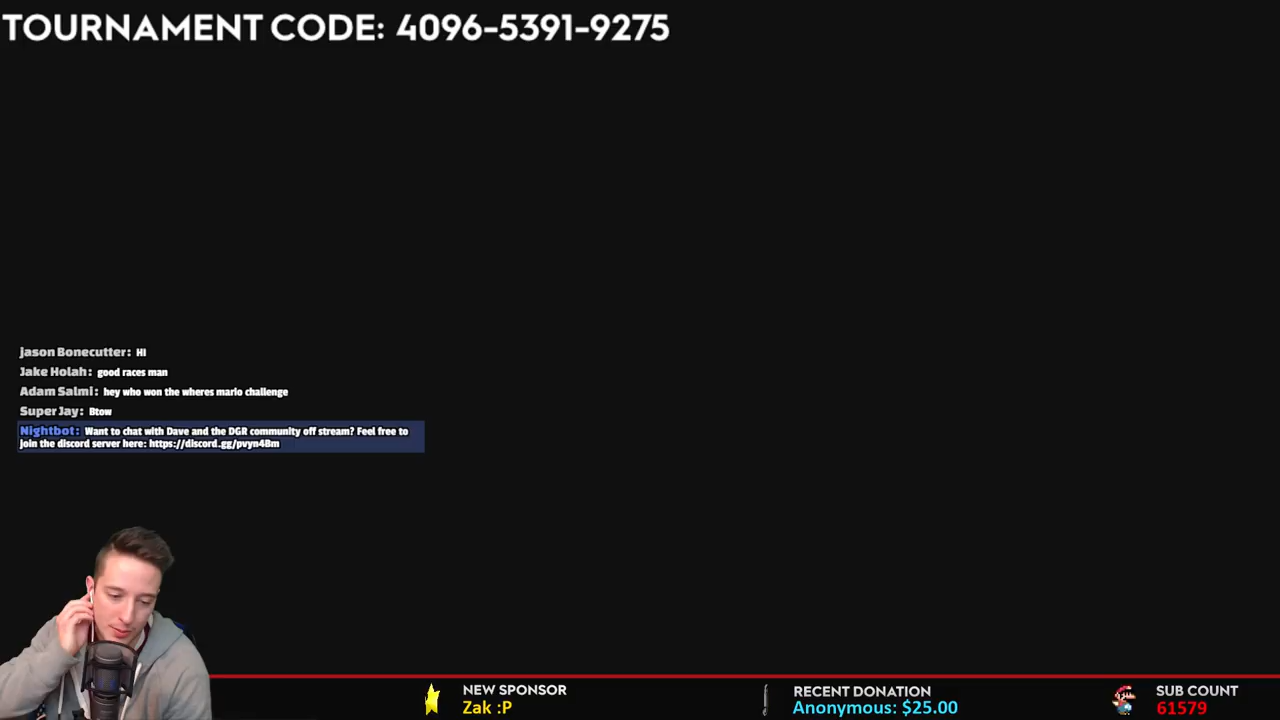 TOURNAMENT CODE: 4096-5391-9275
Jason Bonecutter: HI
Jake Holah: good races man
Adam Salmi: hey who won the wheres mario challenge
Super Jay: Btow
Nightbot: Want to chat with Dave and the DGR community off stream? Feel free to
join the discord server here: https://discord.gg/pvyn4Bm
NEW SPONSOR
Zak :P
RECENT DONATION
Anonymous: $25.00
SUB COUNT
61579